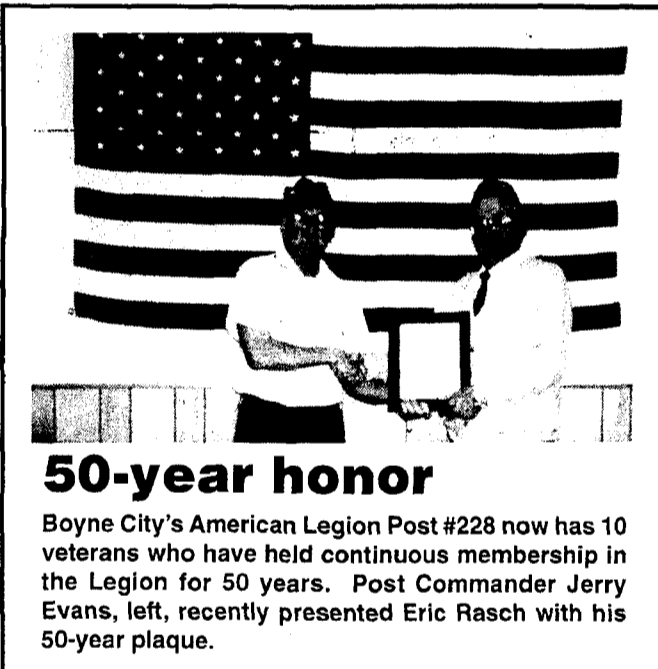 50-year honor
Boyne City's American Legion Post #228 now has 10
veterans who have held continuous membership in
the Legion for 50 years. Post Commander Jerry
Evans, left, recently presented Eric Rasch with his
50-year plaque.